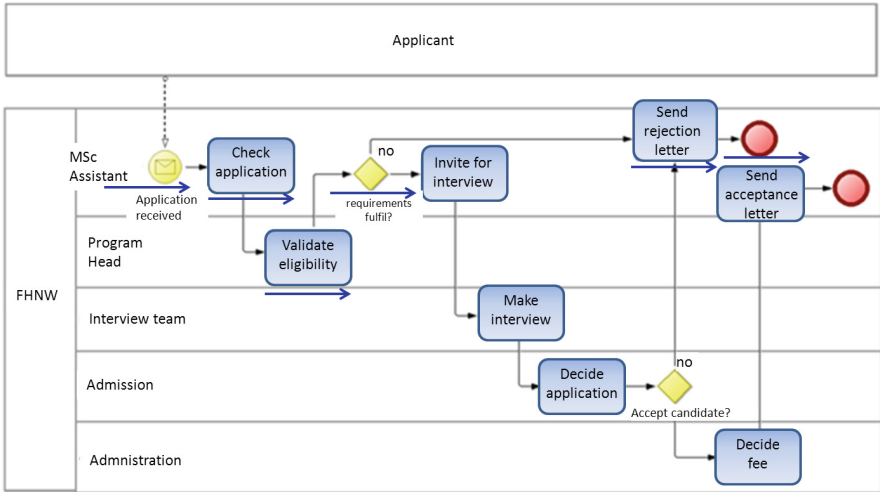 Applicant
FHNW
MSc
Assistant
Application
received
Check
application
no
requirements
fulfil?
Invite for
interview
Send
rejection
letter
Send
acceptance
letter
Program
Head
Validate
eligibility
Interview team
Make
interview
Admission
Decide
application
no
Accept candidate?
Admnistration
Decide
fee